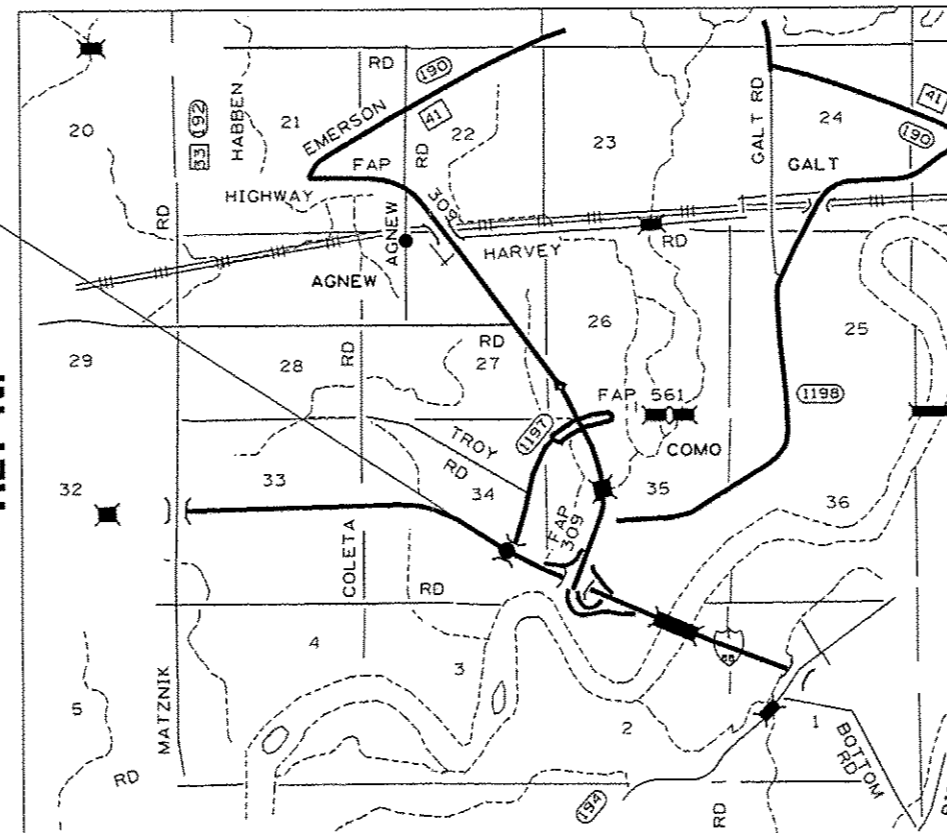 RD
190
41
24
41
190
20
192
33
HABBEN
21
EMERSON
22
RD
23
GALT RD
FAP
309
GALT
HIGHWAY
RD
AGNEW
HARVEY
RD
AGNEW
26
25
29
28
RD
27
RD
FAP 561
1198
1197
TROY
RD
COMO
32
33
34
35
36
FAP
309
COLETA
RD
4
3
MATZNIK
5
2
1
BOTTOM
RD
RD
194
RD